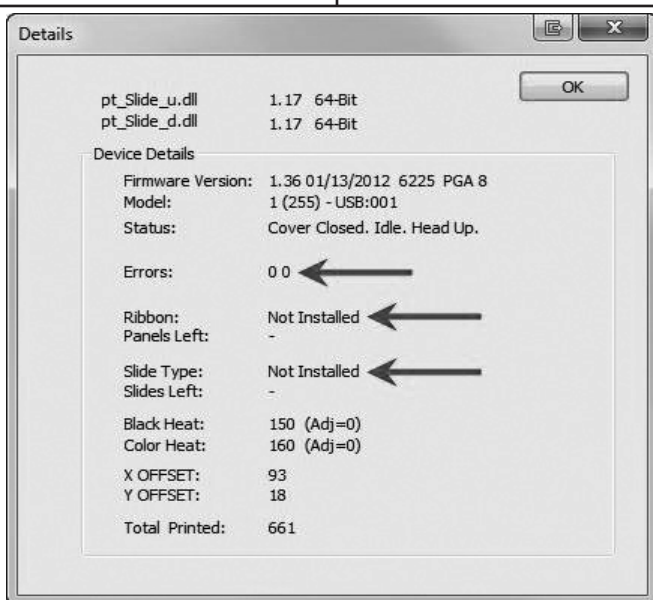 Details
OK
pt_Slide_u.dll 1.17 64-Bit
pt_Slide_d.dll 1.17 64-Bit
Device Details
Firmware Version: 1.36 01/13/2012 6225 PGA 8
Model: 1 (255) - USB:001
Status: Cover Closed. Idle. Head Up.
Errors: 0 0
Ribbon: Not Installed
Panels Left: -
Slide Type: Not Installed
Slides Left: -
Black Heat: 150 (Adj=0)
Color Heat: 160 (Adj=0)
X OFFSET: 93
Y OFFSET: 18
Total Printed: 661